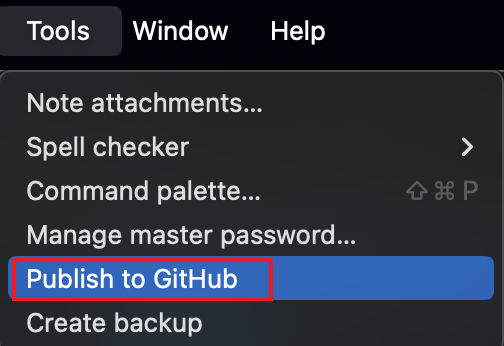 Tools Window Help
Note attachments...
Spell checker
Command palette... ⇧ ⌘ P
Manage master password...
Publish to GitHub
Create backup